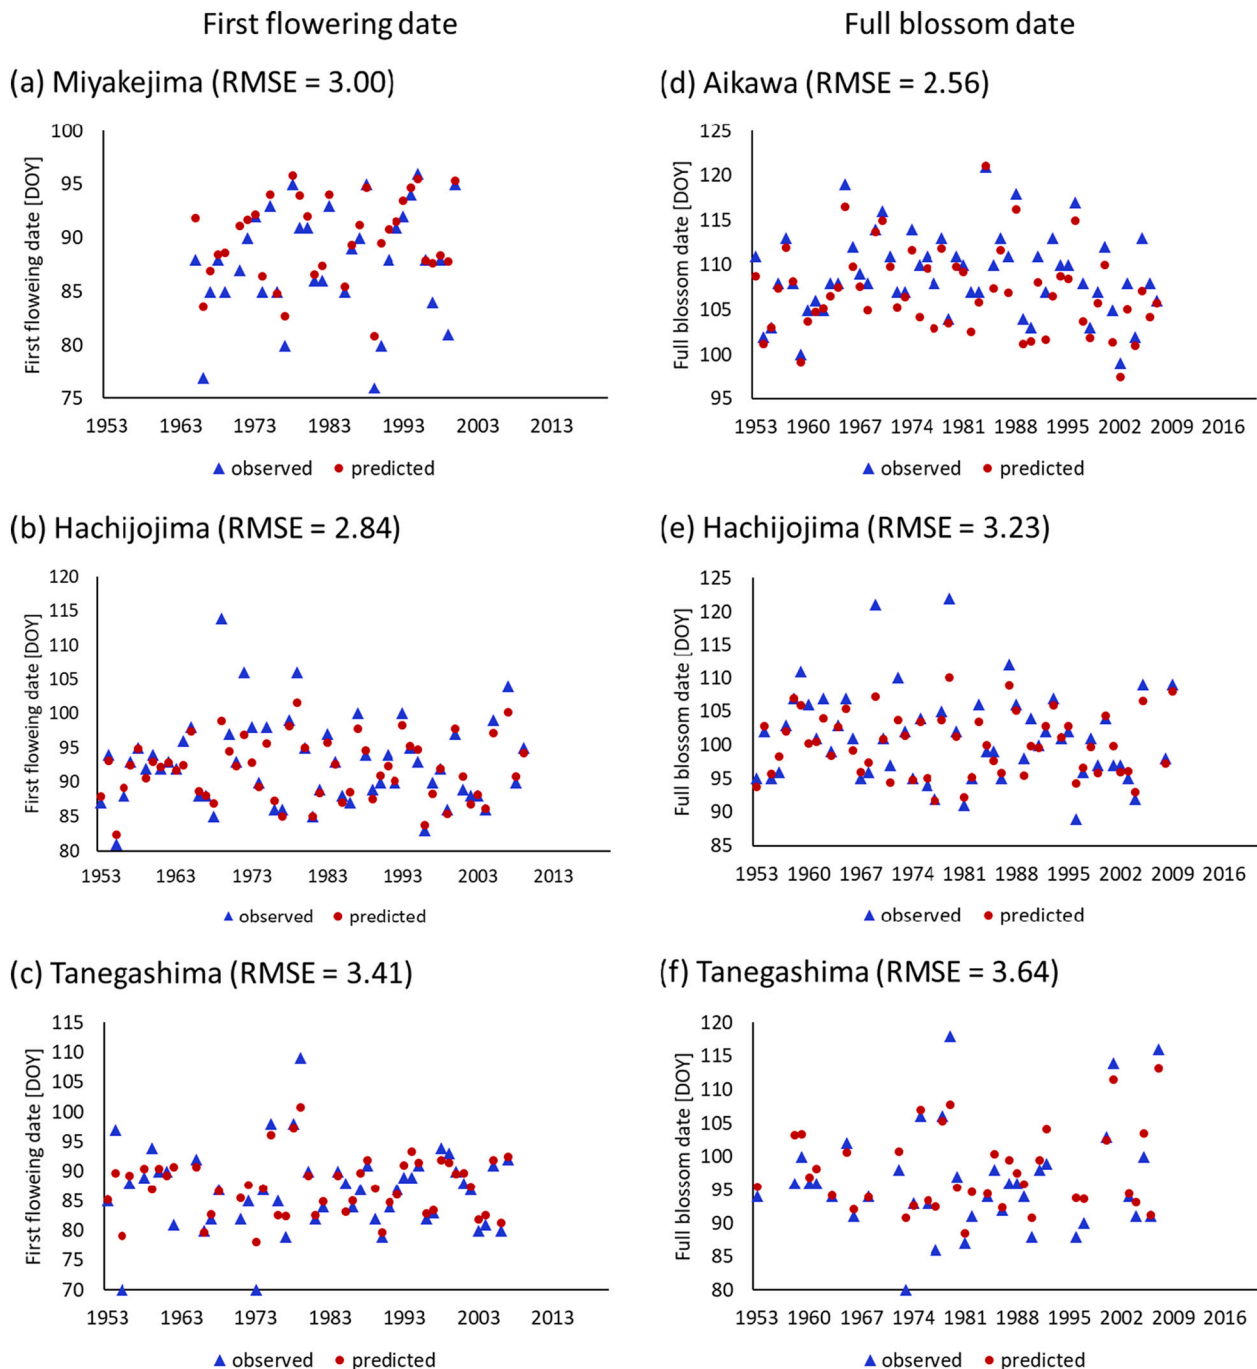 First flowering date
Full blossom date
(a) Miyakejima (RMSE = 3.00)
First floweing date [DOY]
100
95
90
85
80
75
1953 1963 1973 1983 1993 2003 2013
observed predicted
(d) Aikawa (RMSE = 2.56)
Full blossom date [DOY]
125
120
115
110
105
100
95
1953 1960 1967 1974 1981 1988 1995 2002 2009 2016
observed predicted
(b) Hachijojima (RMSE = 2.84)
First floweing date [DOY]
120
115
110
105
100
95
90
85
80
1953 1963 1973 1983 1993 2003 2013
observed predicted
(e) Hachijojima (RMSE = 3.23)
Full blossom date [DOY]
125
120
115
110
105
100
95
90
85
1953 1960 1967 1974 1981 1988 1995 2002 2009 2016
observed predicted
(c) Tanegashima (RMSE = 3.41)
First floweing date [DOY]
115
110
105
100
95
90
85
80
75
70
1953 1963 1973 1983 1993 2003 2013
observed predicted
(f) Tanegashima (RMSE = 3.64)
Full blossom date [DOY]
120
115
110
105
100
95
90
85
80
1953 1960 1967 1974 1981 1988 1995 2002 2009 2016
observed predicted